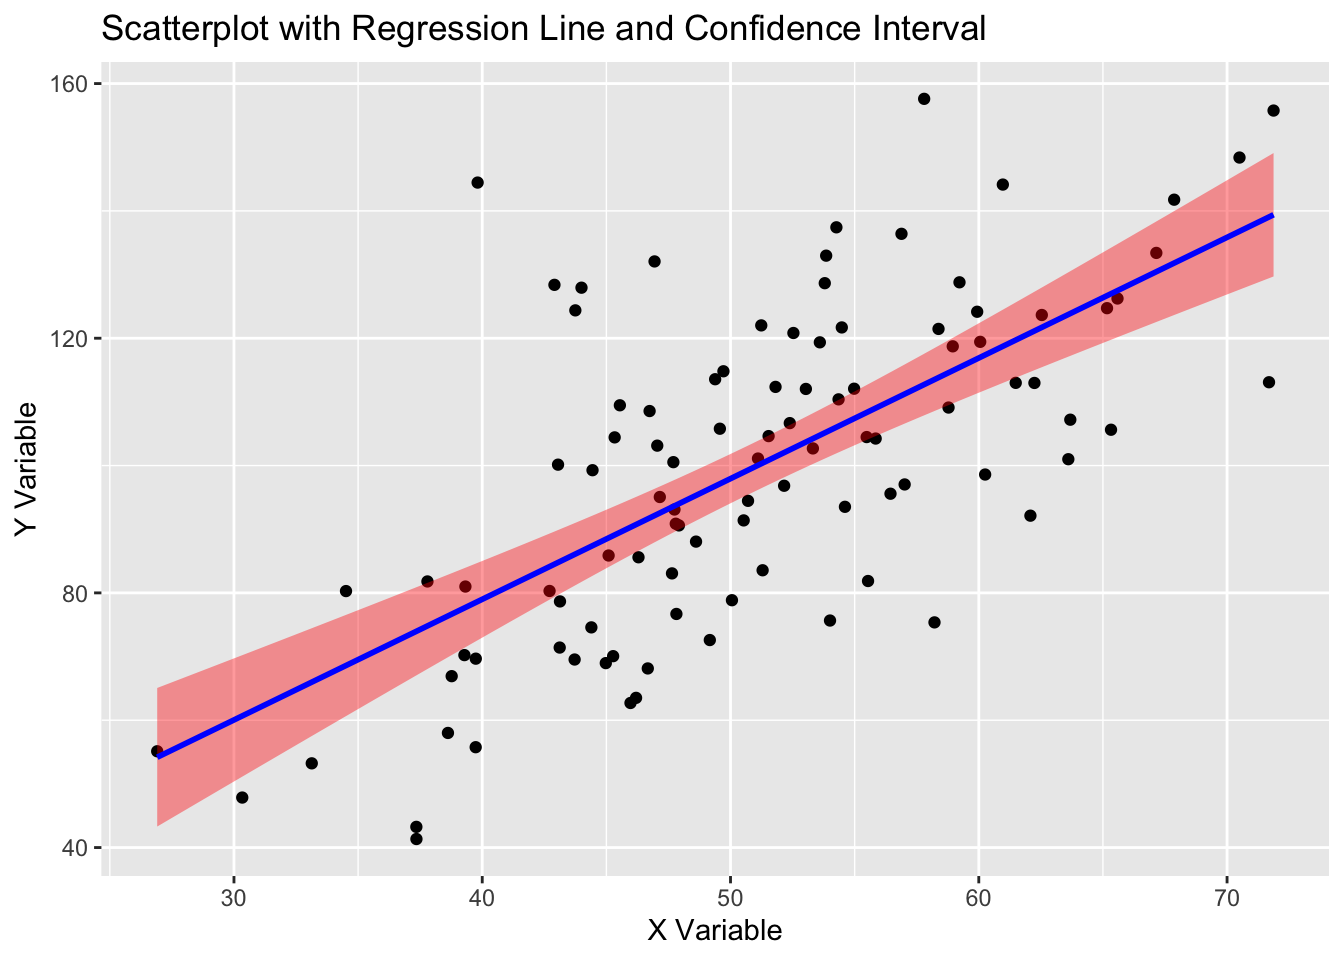 Scatterplot with Regression Line and Confidence Interval
160
120
80
40
Y Variable
30 40 50 60 70
X Variable